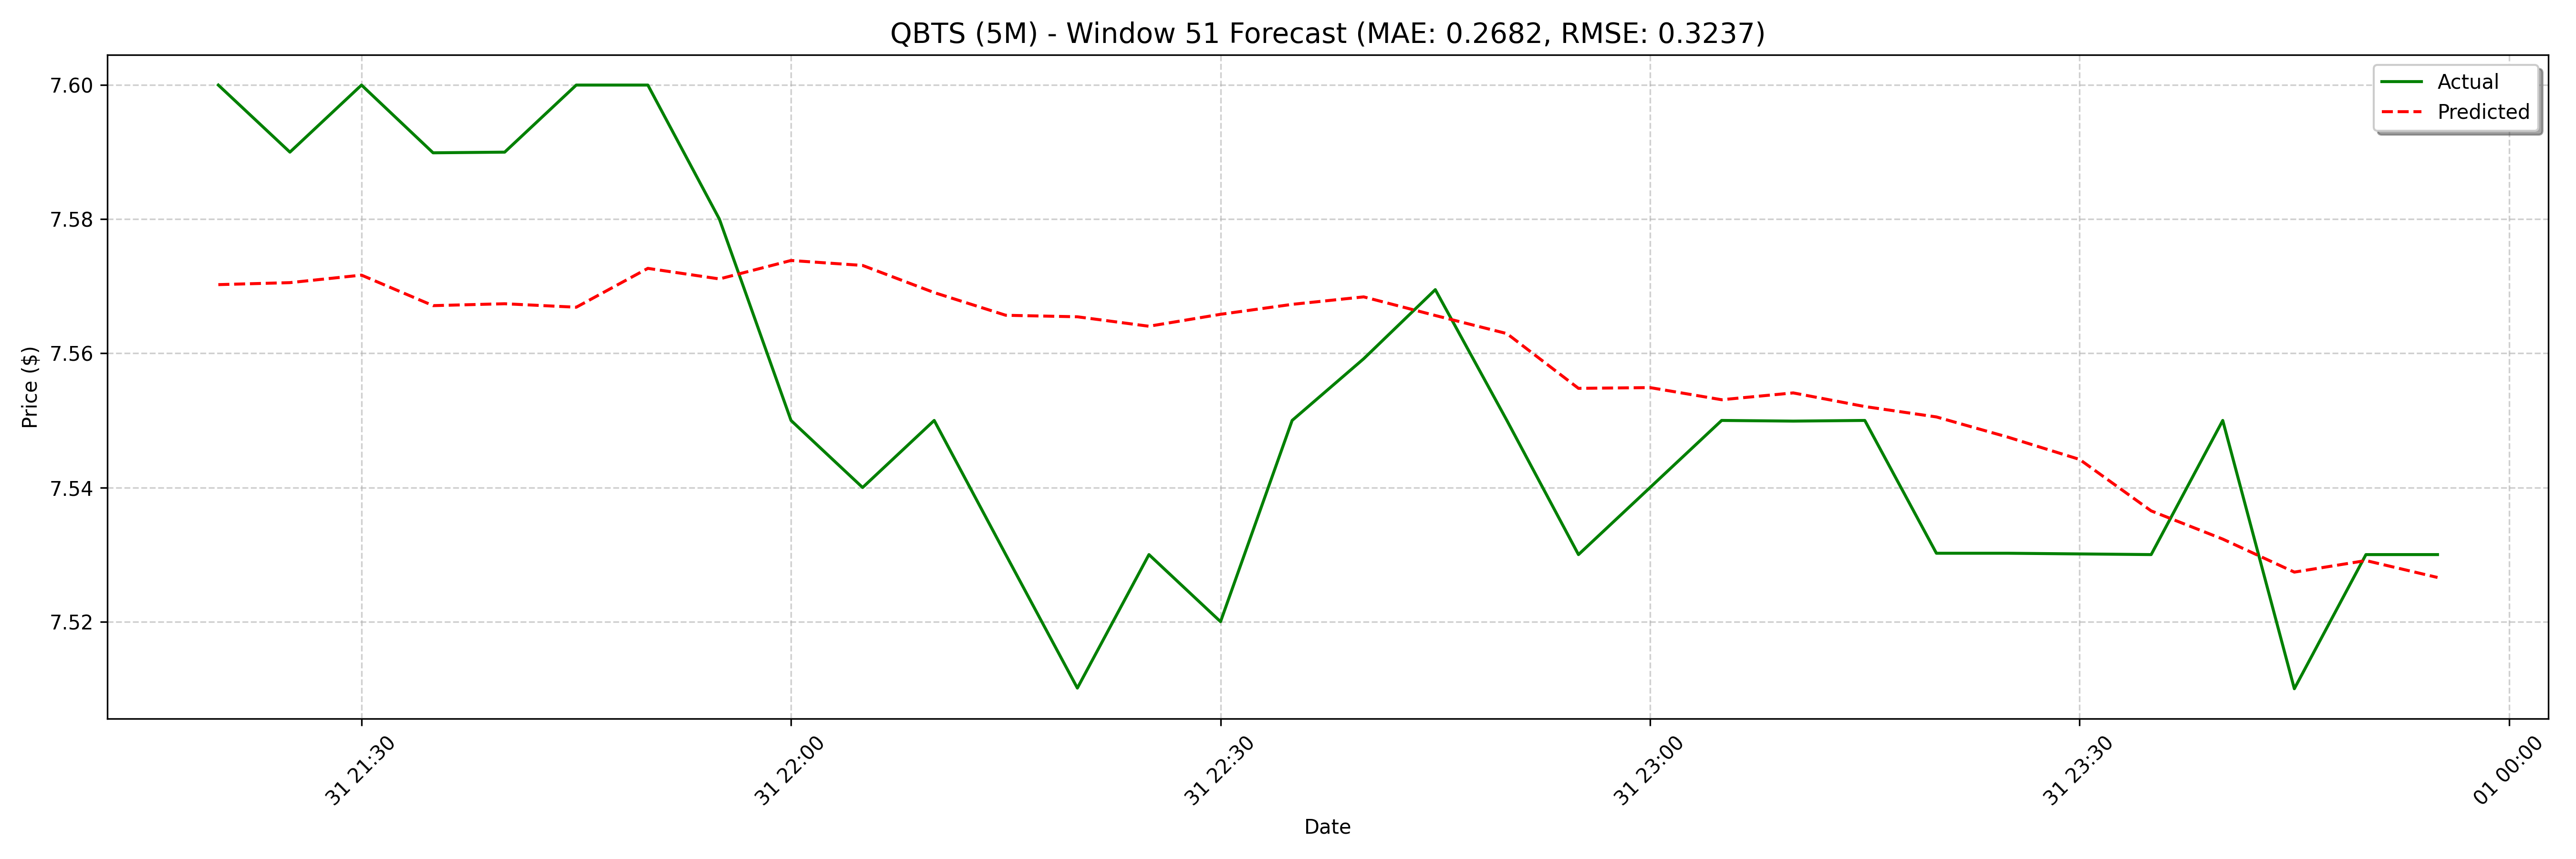 QBTS (5M) - Window 51 Forecast (MAE: 0.2682, RMSE: 0.3237)
Actual
Predicted
Price ($)
7.60
7.58
7.56
7.54
7.52
31 21:30
31 22:00
31 22:30
31 23:00
31 23:30
01 00:00
Date